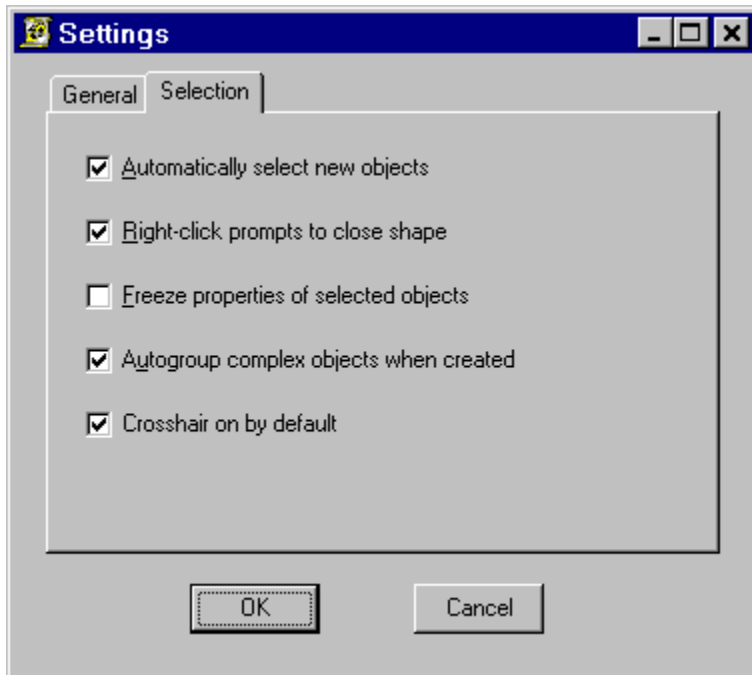 Settings
General Selection
Automatically select new objects
Right-click prompts to close shape
Freeze properties of selected objects
Autogroup complex objects when created
Crosshair on by default
OK Cancel